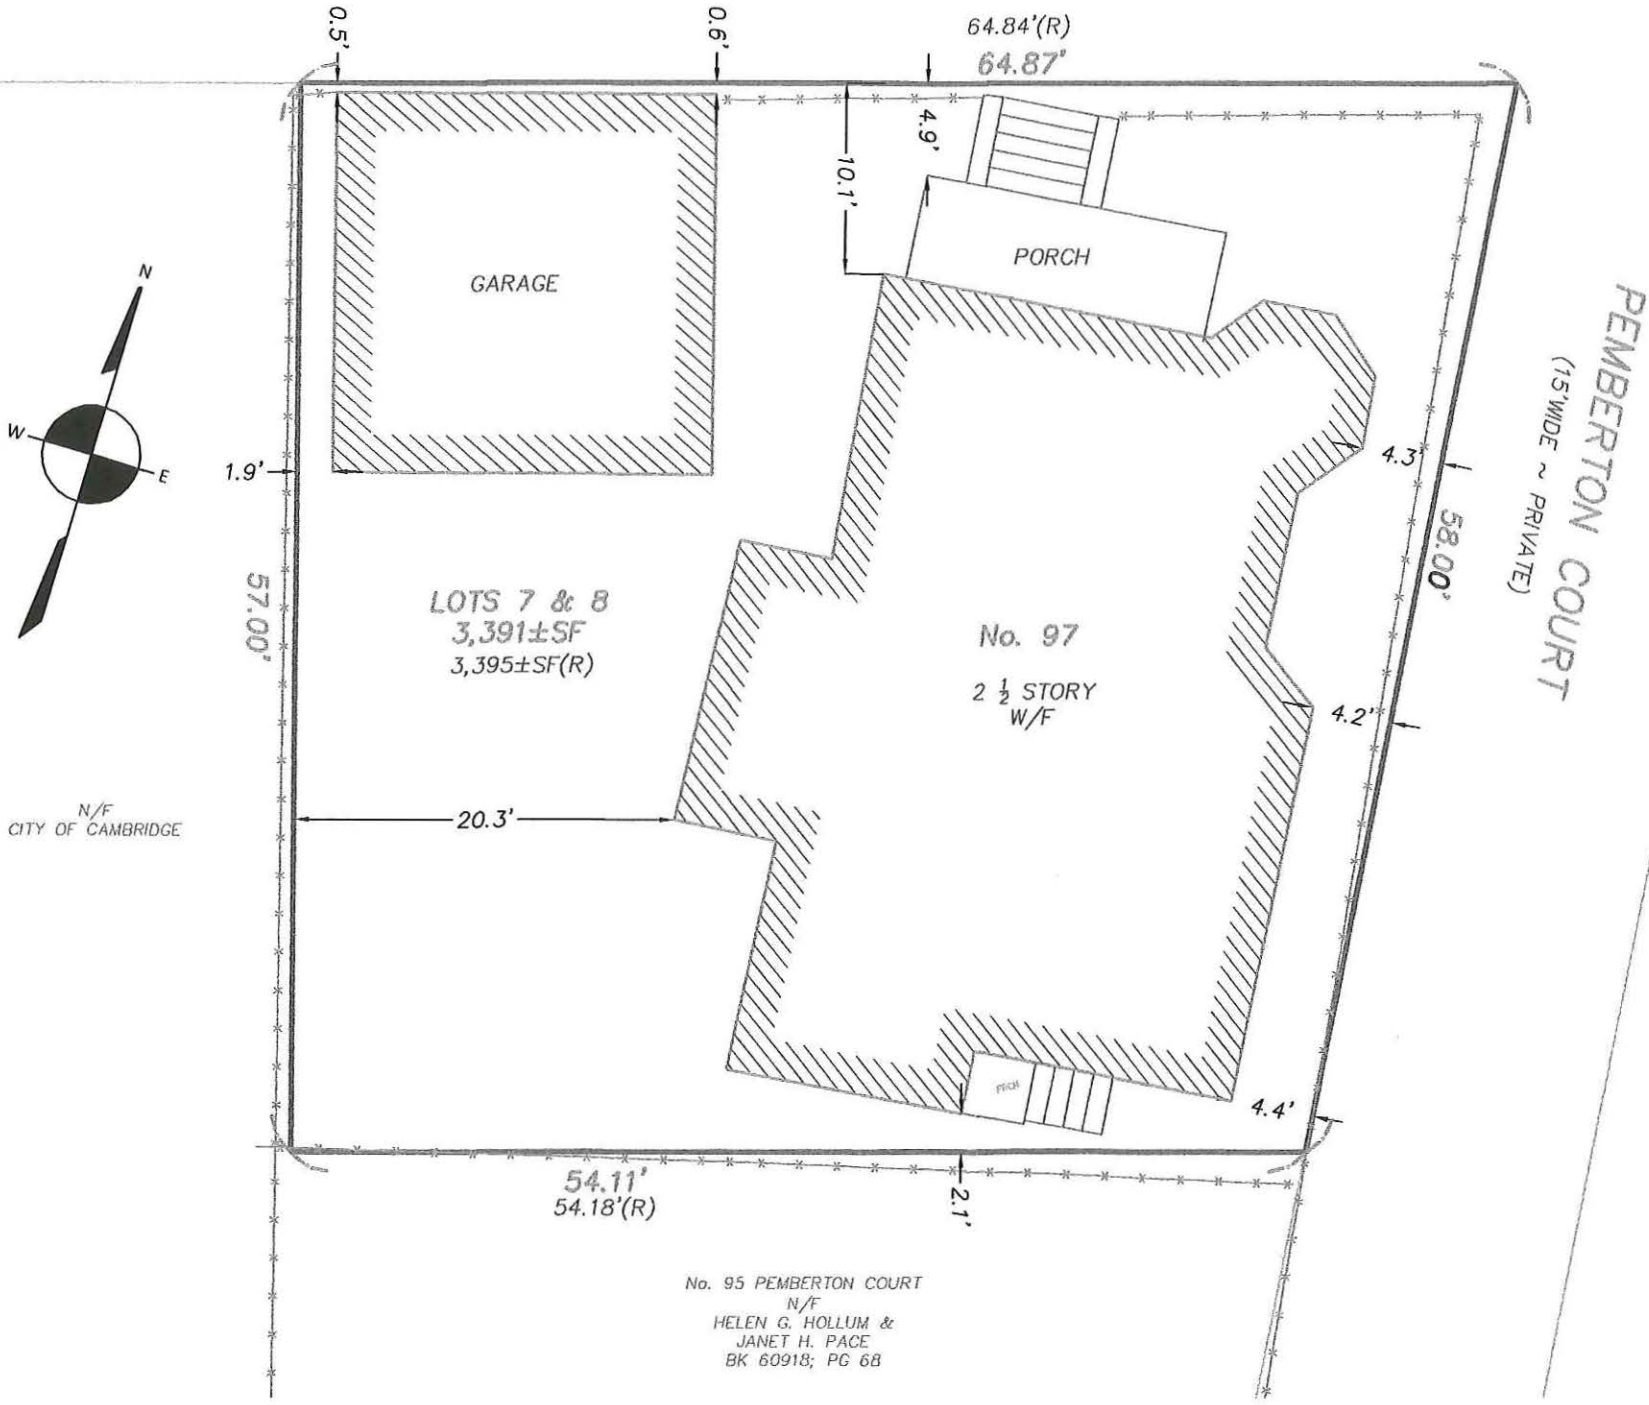 0.5'
0.6'
64.84'(R)
64.87'
4.9'
10.1'
PORCH
GARAGE
N
W
E
1.9'
4.3'
58.00'
PEMBERTON COURT
(15'WIDE ~ PRIVATE)
57.00'
LOTS 7 & 8
3,391±SF
3,395±SF(R)
No. 97
2 ½ STORY
W/F
4.2'
N/F
CITY OF CAMBRIDGE
20.3'
PRCH
4.4'
54.11'
54.18'(R)
2.1'
No. 95 PEMBERTON COURT
N/F
HELEN G. HOLLUM &
JANET H. PACE
BK 60918; PG 68